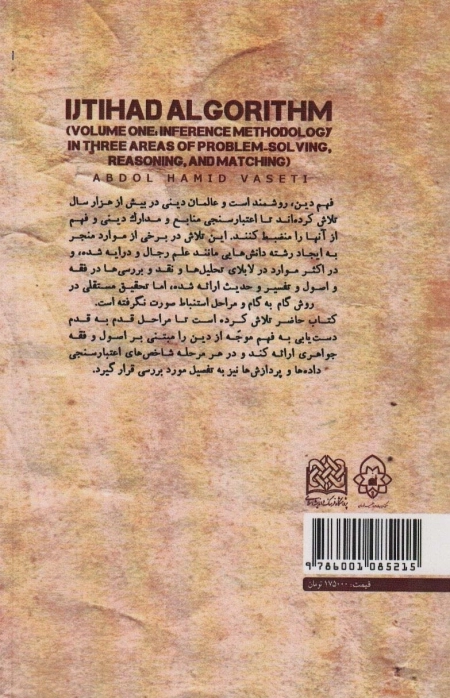 IJTIHAD ALGORITHM
(VOLUME ONE: INFERENCE METHODOLOGY
IN THREE AREAS OF PROBLEM-SOLVING,
REASONING, AND MATCHING)
ABDOL HAMID VASETI
فهم دین، روشمند است و عالمان دینی در بیش از هزار سال
تلاش کرده‌اند تا اعتبارسنجی منابع و مدارک دینی و فهم
از آنها را منضبط کنند. این تلاش در برخی از موارد منجر
به ایجاد رشته دانش‌هایی مانند علم رجال و درایه شده، و
در اکثر موارد در لابلای تحلیل‌ها و نقد و بررسی‌ها در فقه
و اصول و تفسیر و حدیث ارائه شده، اما تحقیق مستقلی در
روش گام به گام و مراحل استنباط صورت نگرفته است.
کتاب حاضر تلاش کرده است تا مراحل قدم به قدم
دست‌یابی به فهم موجّه از دین را مبتنی بر اصول و فقه
جواهری ارائه کند و در هر مرحله شاخص‌های اعتبارسنجی
داده‌ها و پردازش‌ها نیز به تفصیل مورد بررسی قرار گیرد.
9 786001 085215
قیمت: ۱۷۵۰۰۰ تومان